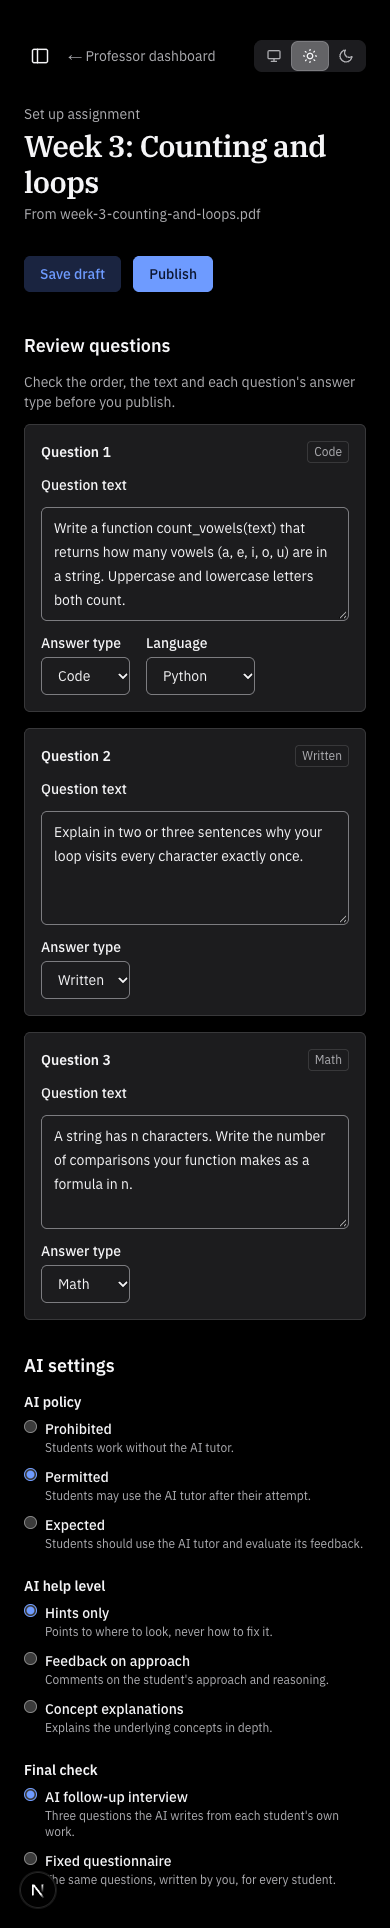 ← Professor dashboard
Set up assignment
Week 3: Counting and
loops
From week-3-counting-and-loops.pdf
Save draft
Publish
Review questions
Check the order, the text and each question's answer
type before you publish.
Question 1
Code
Question text
Write a function count_vowels(text) that
returns how many vowels (a, e, i, o, u) are in
a string. Uppercase and lowercase letters
both count.
Answer type
Language
Code
Python
Question 2
Written
Question text
Explain in two or three sentences why your
loop visits every character exactly once.
Answer type
Written
Question 3
Math
Question text
A string has n characters. Write the number
of comparisons your function makes as a
formula in n.
Answer type
Math
AI settings
AI policy
Prohibited
Students work without the AI tutor.
Permitted
Students may use the AI tutor after their attempt.
Expected
Students should use the AI tutor and evaluate its feedback.
AI help level
Hints only
Points to where to look, never how to fix it.
Feedback on approach
Comments on the student's approach and reasoning.
Concept explanations
Explains the underlying concepts in depth.
Final check
AI follow-up interview
Three questions the AI writes from each student's own
work.
Fixed questionnaire
The same questions, written by you, for every student.
N